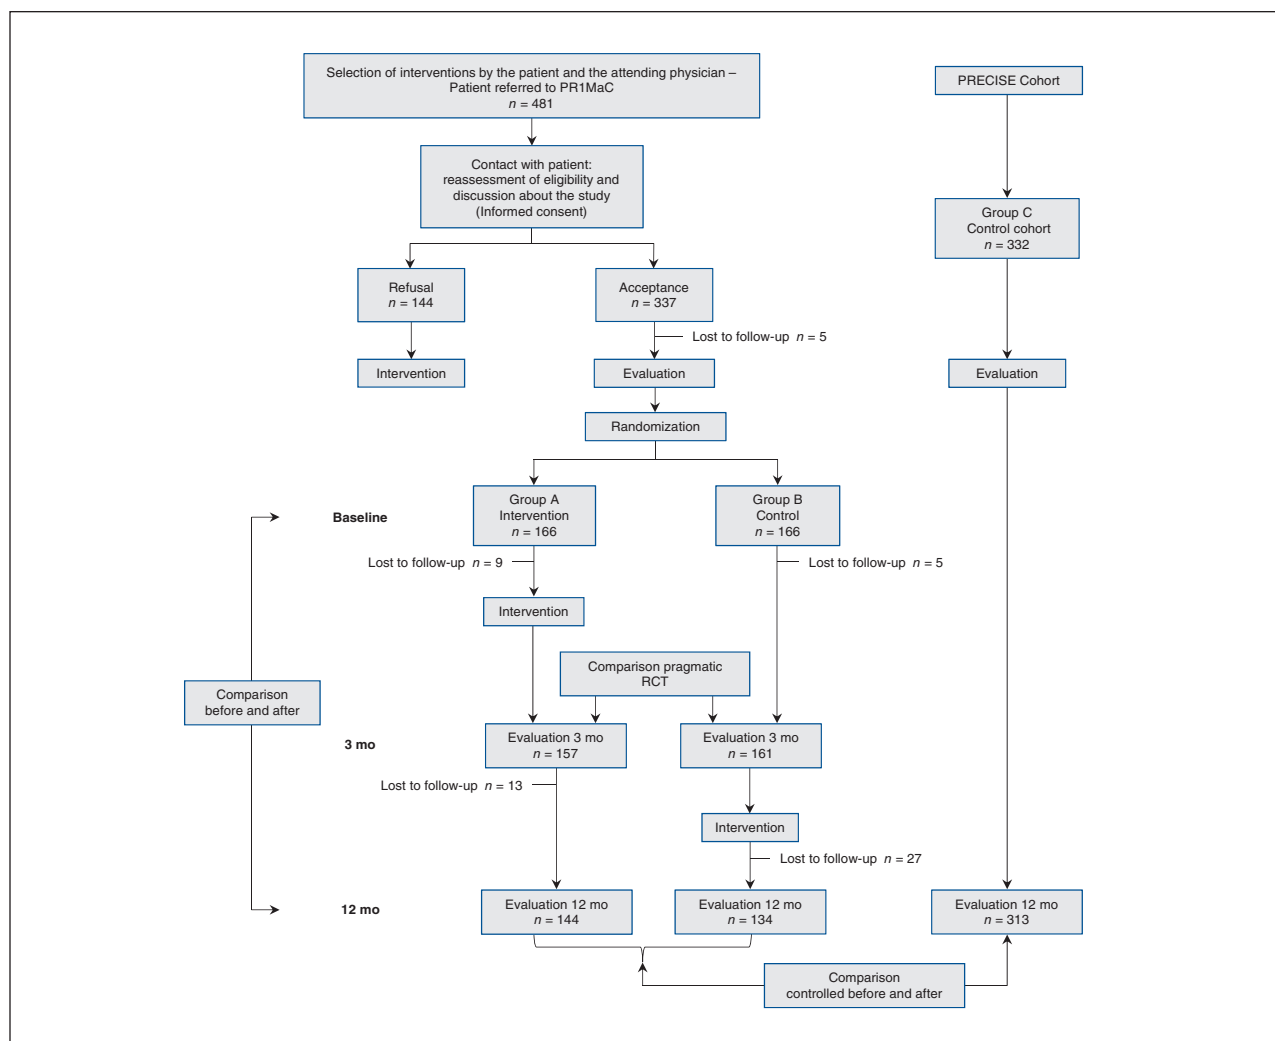 Selection of interventions by the patient and the attending physician –
Patient referred to PR1MaC
n = 481
PRECISE Cohort
Contact with patient:
reassessment of eligibility and
discussion about the study
(Informed consent)
Group C
Control cohort
n = 332
Refusal
n = 144
Acceptance
n = 337
Lost to follow-up n = 5
Intervention
Evaluation
Evaluation
Randomization
Baseline
Group A
Intervention
n = 166
Group B
Control
n = 166
Lost to follow-up n = 9
Lost to follow-up n = 5
Intervention
Comparison pragmatic
RCT
Comparison
before and after
3 mo
Evaluation 3 mo
n = 157
Evaluation 3 mo
n = 161
Lost to follow-up n = 13
Intervention
Lost to follow-up n = 27
12 mo
Evaluation 12 mo
n = 144
Evaluation 12 mo
n = 134
Evaluation 12 mo
n = 313
Comparison
controlled before and after